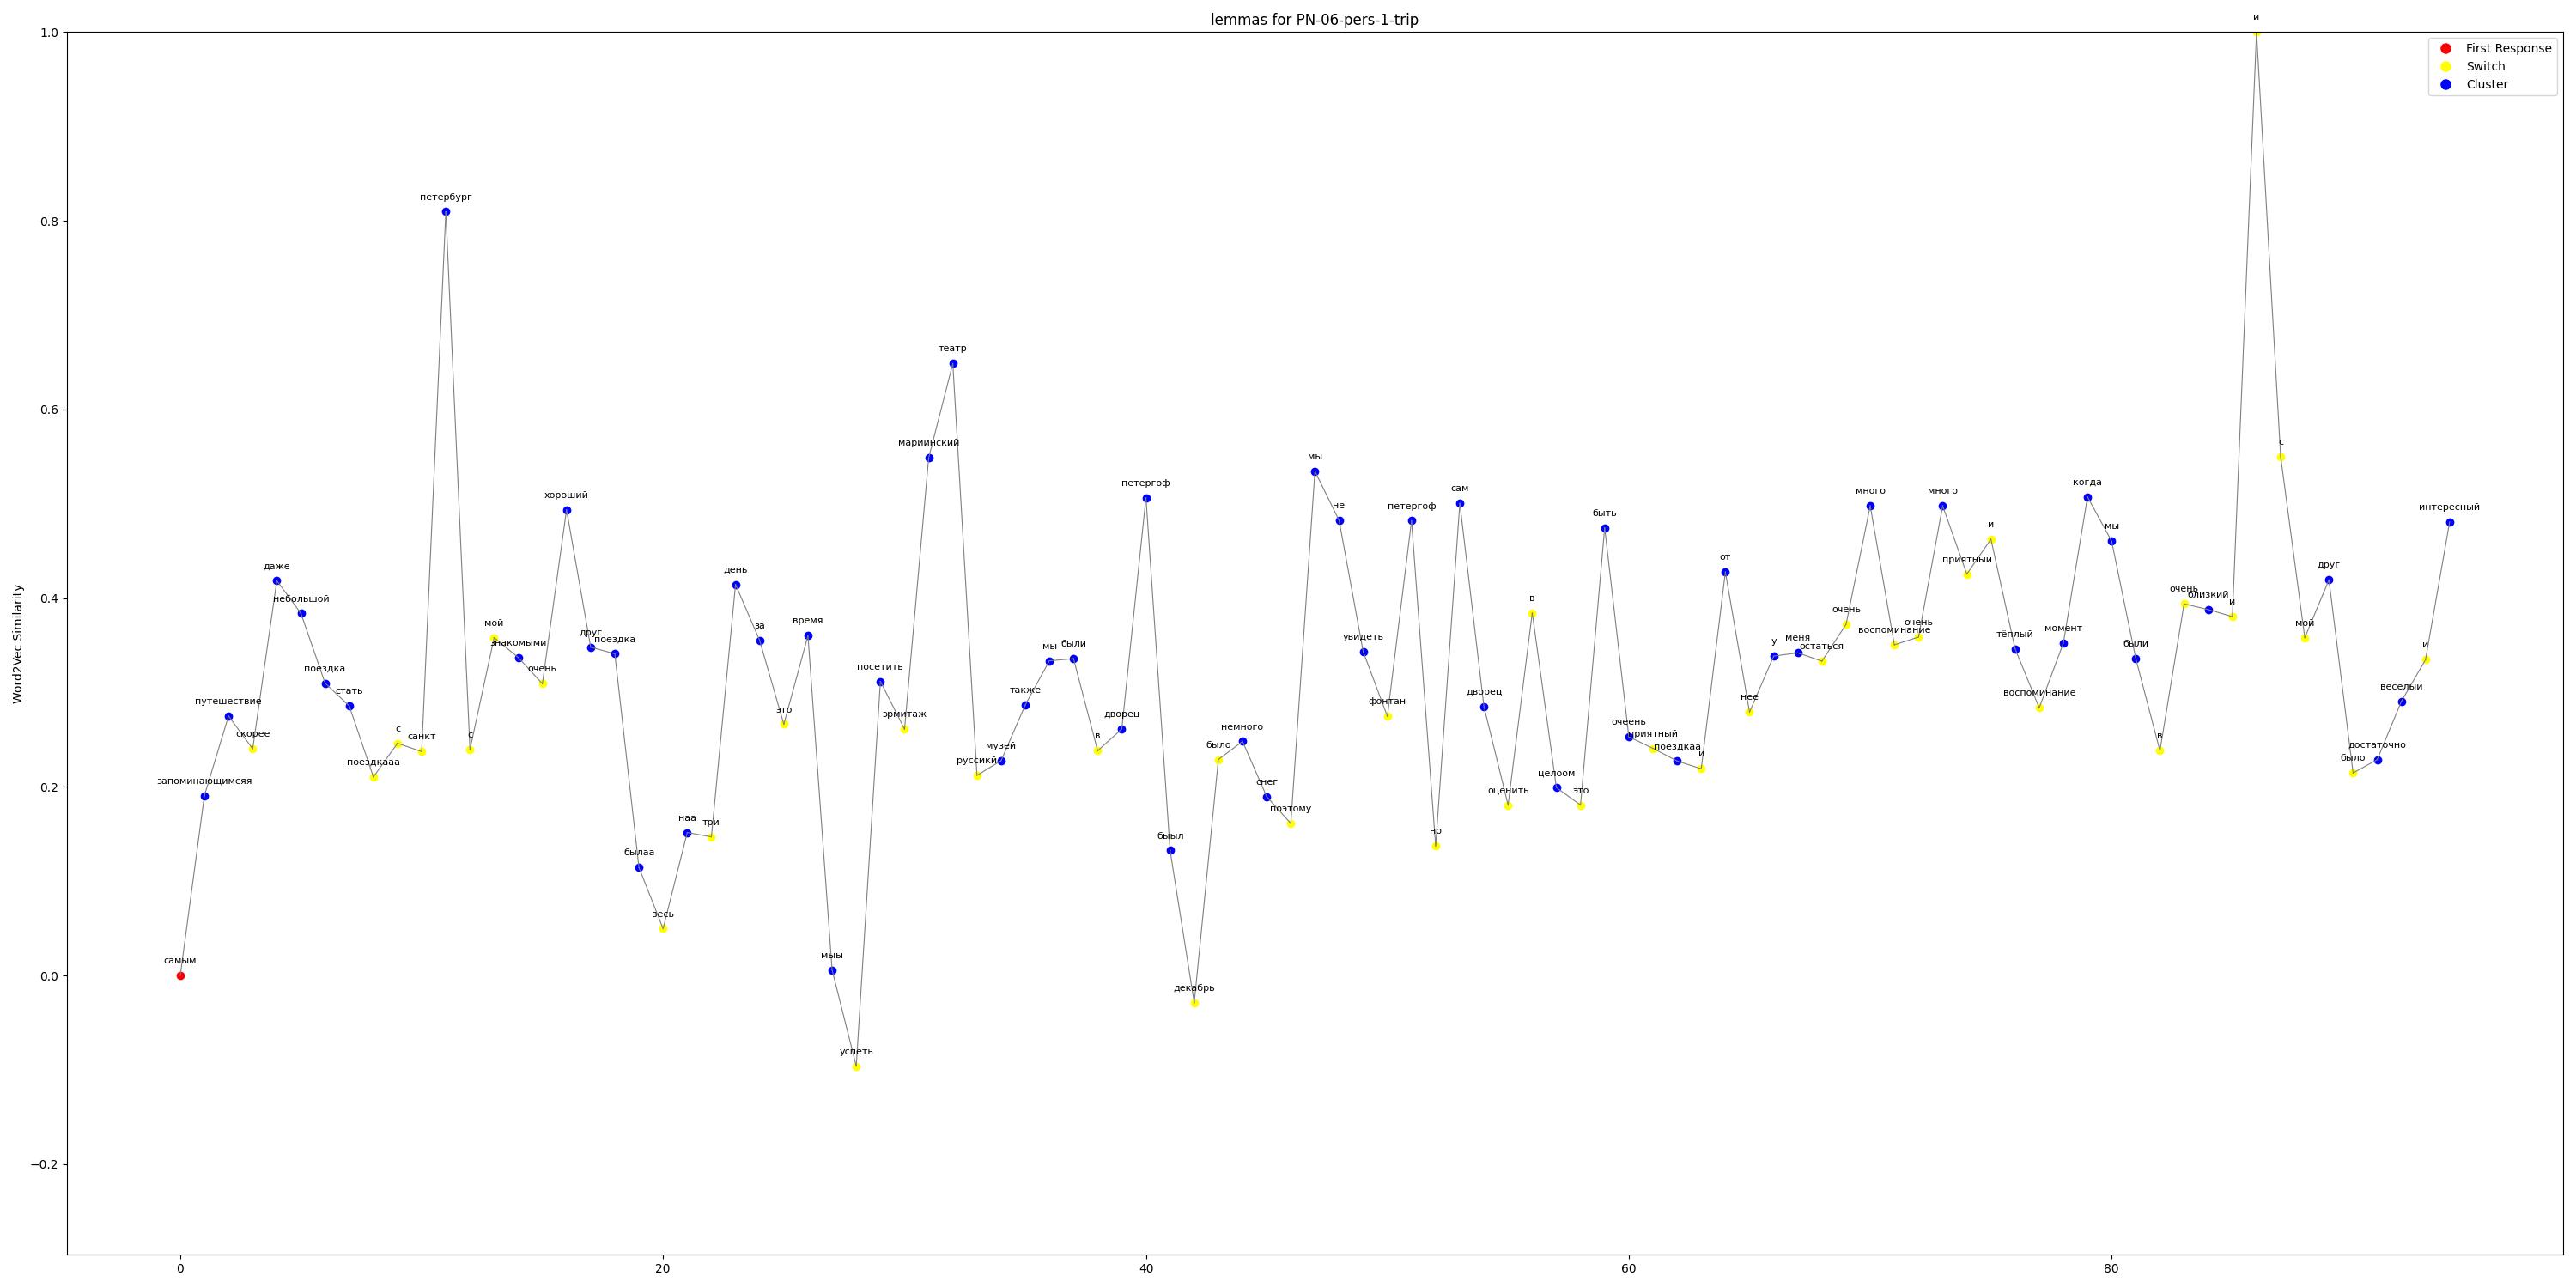 lemmas for PN-06-pers-1-trip
Word2Vec Similarity
1.0
0.8
0.6
0.4
0.2
0.0
−0.2
0
20
40
60
80
First Response
Switch
Cluster
самым
запоминающимсяя
путешествие
скорее
даже
небольшой
поездка
стать
поездкааа
с
санкт
петербург
с
мой
знакомыми
очень
хороший
друг
поездка
былаа
весь
наа
три
день
за
это
время
мыы
успеть
посетить
эрмитаж
мариинский
театр
руссикй
музей
также
мы
были
в
дворец
петергоф
быыл
декабрь
было
немного
снег
поэтому
мы
не
увидеть
фонтан
петергоф
но
сам
дворец
оценить
в
целоом
это
быть
очеень
приятный
поездкаа
и
от
нее
у
меня
остаться
очень
много
воспоминание
очень
много
приятный
и
тёплый
воспоминание
момент
когда
мы
были
в
очень
близкий
и
и
с
мой
друг
было
достаточно
весёлый
и
интересный